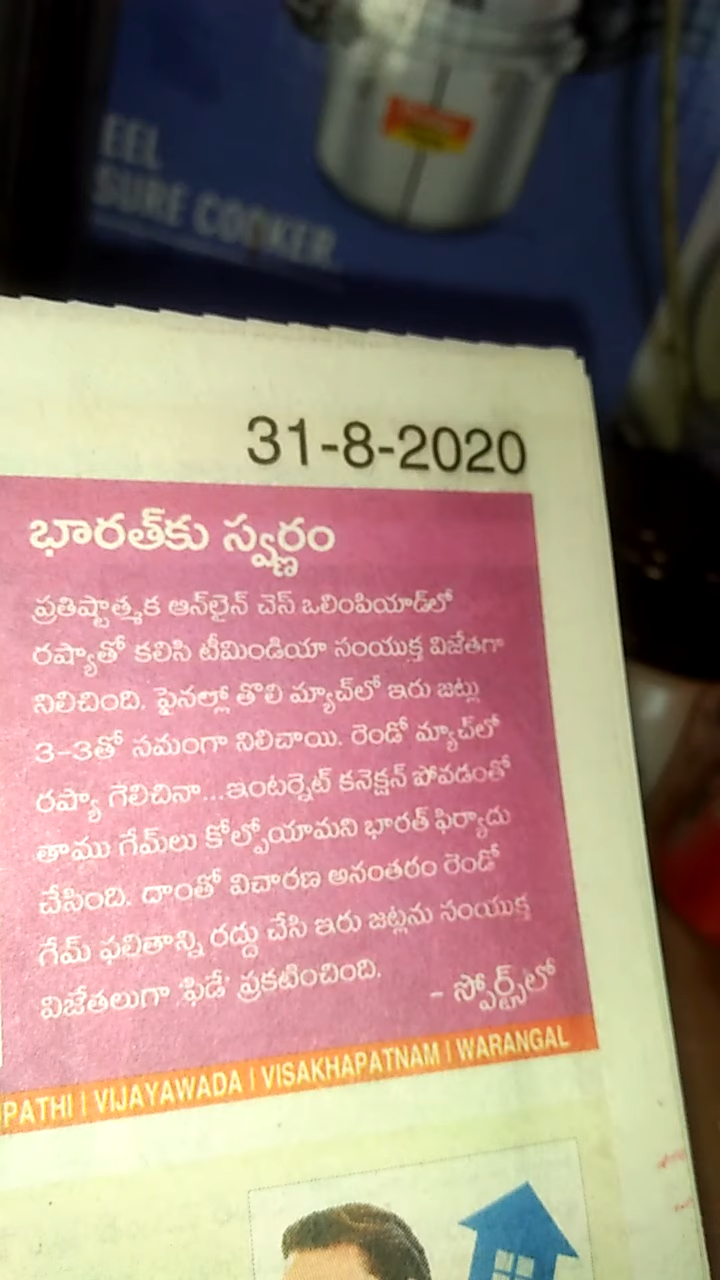 SURE COOKER.
31-8-2020
భారత్‌కు స్వర్ణం
ప్రతిష్టాత్మక ఆన్‌లైన్ చెస్ ఒలింపియాడ్‌లో
రష్యాతో కలిసి టీమిండియా సంయుక్త విజేతగా
నిలిచింది. ఫైనల్లో తొలి మ్యాచ్‌లో ఇరు జట్లు
3-3తో సమంగా నిలిచాయి. రెండో మ్యాచ్‌లో
రష్యా గెలిచినా...ఇంటర్నెట్ కనెక్షన్ పోవడంతో
తాము గేమ్‌లు కోల్పోయామని భారత్ ఫిర్యాదు
చేసింది. దాంతో విచారణ అనంతరం రెండో
గేమ్ ఫలితాన్ని రద్దు చేసి ఇరు జట్లను సంయుక్త
విజేతలుగా 'ఫిడే' ప్రకటించింది.
– స్పోర్ట్స్‌లో
PATHI | VIJAYAWADA | VISAKHAPATNAM | WARANGAL